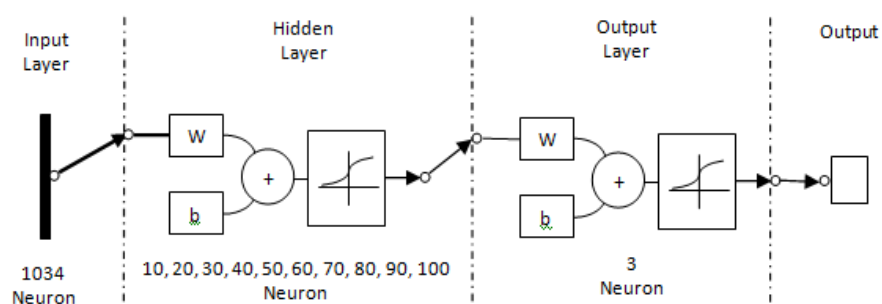 Input
Layer
Hidden
Layer
Output
Layer
Output
W
+
b
W
+
b
1034
Neuron
10, 20, 30, 40, 50, 60, 70, 80, 90, 100
Neuron
3
Neuron